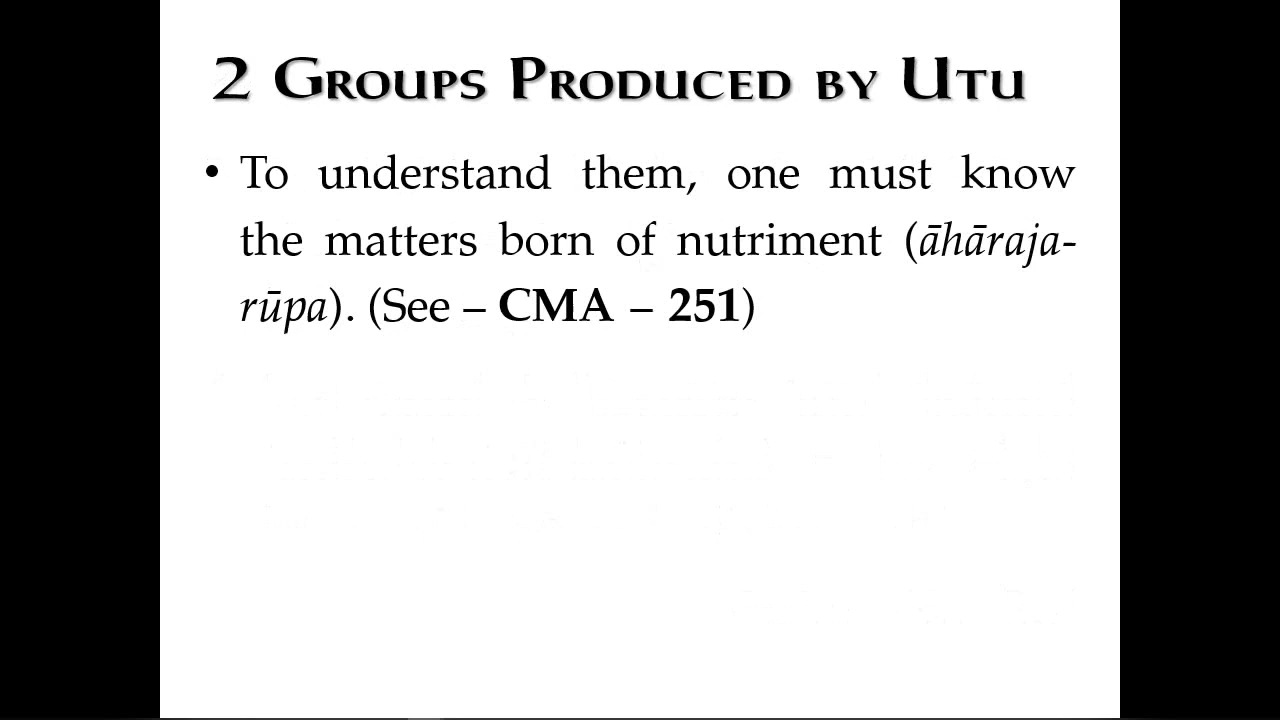 2 Groups Produced by Utu
• To understand them, one must know
the matters born of nutriment (āhāraja-
rūpa). (See – CMA – 251)